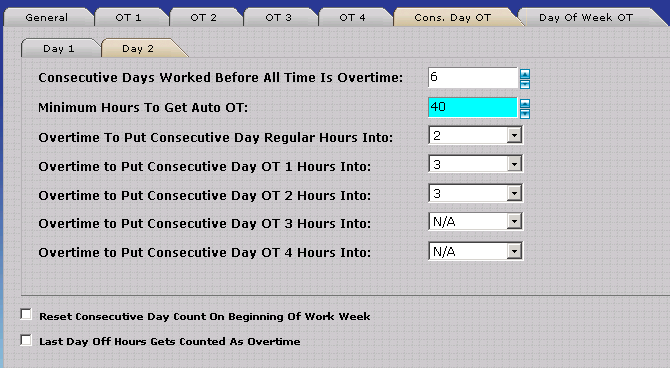 General OT 1 OT 2 OT 3 OT 4 Cons. Day OT Day Of Week OT
Day 1 Day 2
Consecutive Days Worked Before All Time Is Overtime: 6
Minimum Hours To Get Auto OT: 40
Overtime To Put Consecutive Day Regular Hours Into: 2
Overtime to Put Consecutive Day OT 1 Hours Into: 3
Overtime to Put Consecutive Day OT 2 Hours Into: 3
Overtime to Put Consecutive Day OT 3 Hours Into: N/A
Overtime to Put Consecutive Day OT 4 Hours Into: N/A
Reset Consecutive Day Count On Beginning Of Work Week
Last Day Off Hours Gets Counted As Overtime